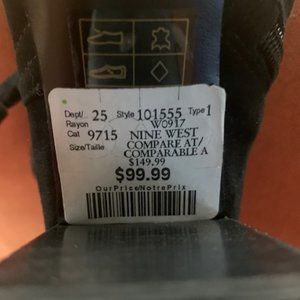 Dept/.. 25 Style 101555 Type 1
Rayon W0917
Cat 9715 NINE WEST
Size/Taille COMPARE AT/
COMPARABLE A
$149.99
$99.99
OurPriceNotrePrix